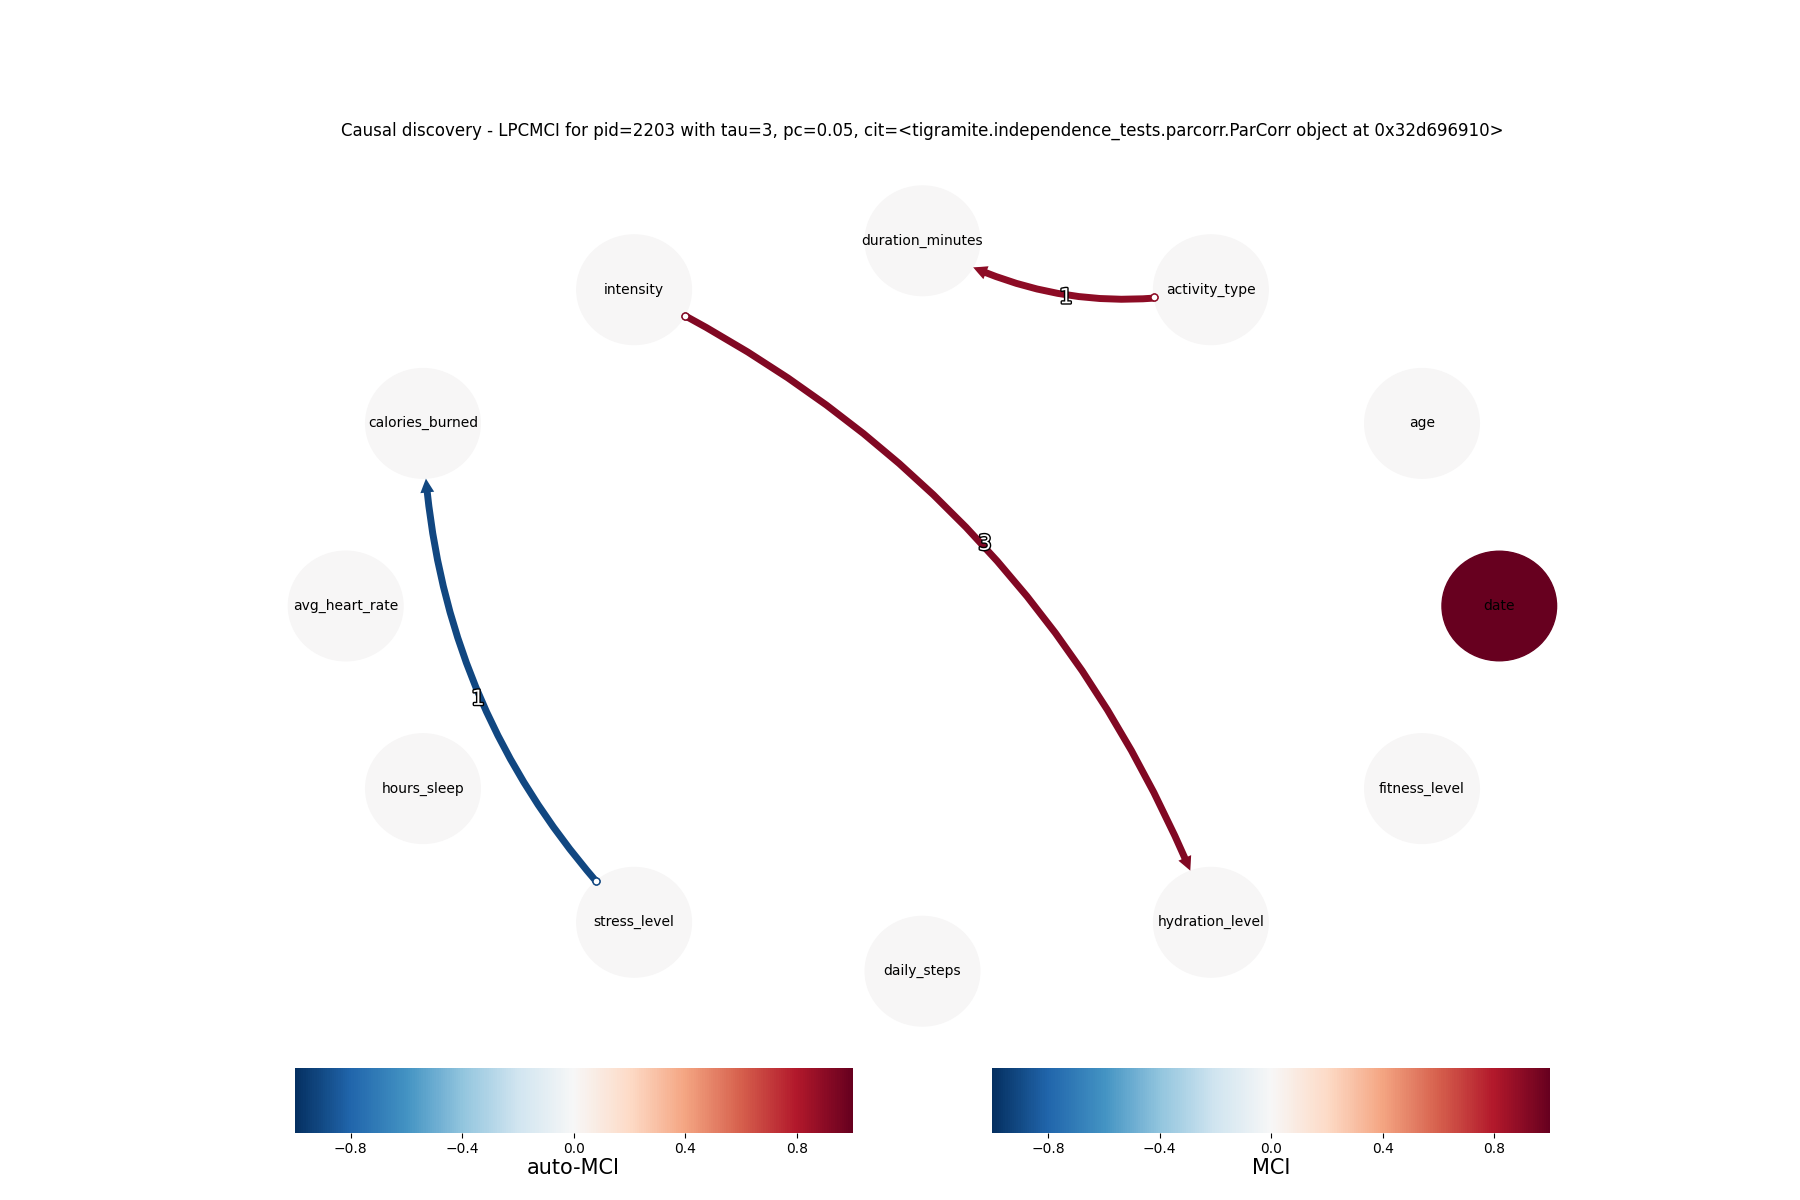 Causal discovery - LPCMCI for pid=2203 with tau=3, pc=0.05, cit=<tigramite.independence_tests.parcorr.ParCorr object at 0x32d696910>
duration_minutes
intensity
activity_type
1
calories_burned
age
3
avg_heart_rate
date
1
hours_sleep
fitness_level
stress_level
hydration_level
daily_steps
−0.8 −0.4 0.0 0.4 0.8
auto-MCI
−0.8 −0.4 0.0 0.4 0.8
MCI